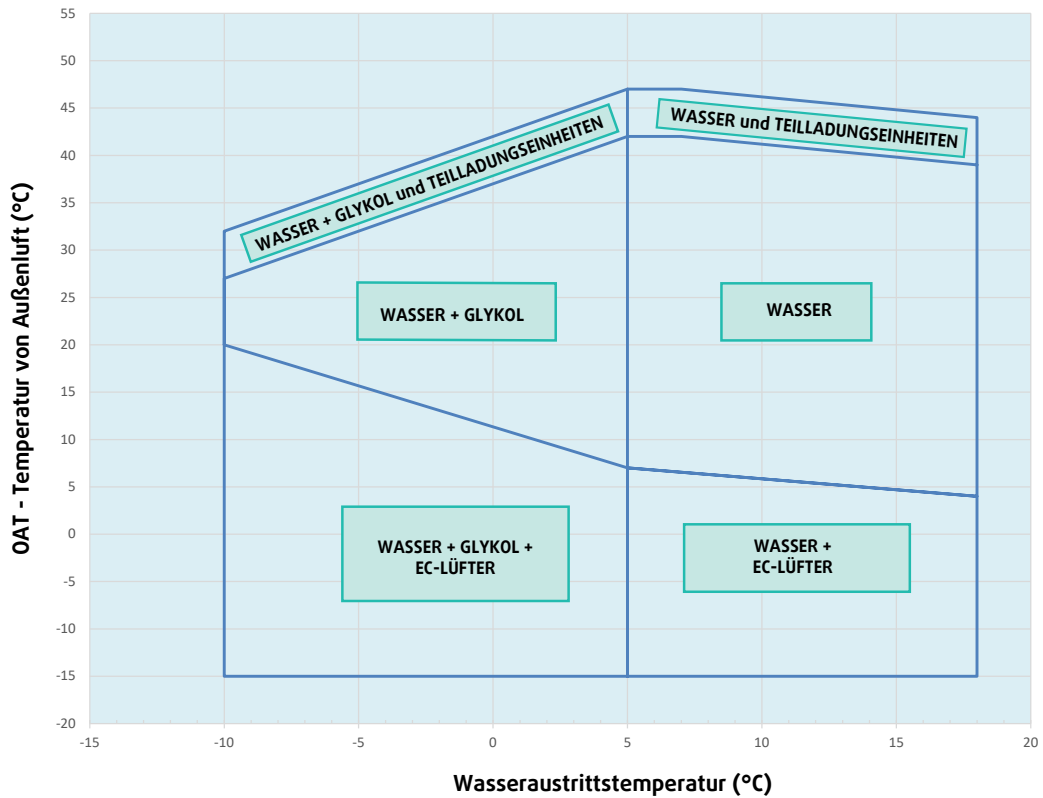 55
50
45
40
35
30
25
20
15
10
5
0
-5
-10
-15
-20
OAT - Temperatur von Außenluft (°C)
WASSER + GLYKOL und TEILLADUNGSEINHEITEN
WASSER und TEILLADUNGSEINHEITEN
WASSER + GLYKOL
WASSER
WASSER + GLYKOL +
EC-LÜFTER
WASSER +
EC-LÜFTER
-15
-10
-5
0
5
10
15
20
Wasseraustrittstemperatur (°C)